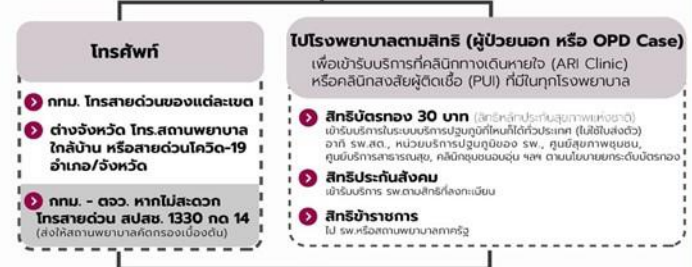 โทรศัพท์
กทม. โทรสายด่วนของแต่ละเขต
ต่างจังหวัด โทร.สถานพยาบาล
ใกล้บ้าน หรือสายด่วนโควิด-19
อำเภอ/จังหวัด
กทม. - ตจว. หากไม่สะดวก
โทรสายด่วน สปสช. 1330 กด 14
(ส่งให้สถานพยาบาลคัดกรองเบื้องต้น)
ไปโรงพยาบาลตามสิทธิ (ผู้ป่วยนอก หรือ OPD Case)
เพื่อเข้ารับบริการที่คลินิกทางเดินหายใจ (ARI Clinic)
หรือคลินิกสงสัยผู้ติดเชื้อ (PUI) ที่มีในทุกโรงพยาบาล
สิทธิบัตรทอง 30 บาท (สิทธิหลักประกันสุขภาพแห่งชาติ)
เข้ารับบริการในระบบบริการปฐมภูมิที่ไหนก็ได้ทั่วประเทศ (ไม่ใช้ใบส่งตัว)
อาทิ รพ.สต., หน่วยบริการปฐมภูมิของ รพ., ศูนย์สุขภาพชุมชน,
ศูนย์บริการสาธารณสุข, คลินิกชุมชนอบอุ่น ฯลฯ ตามนโยบายยกระดับบัตรทอง
สิทธิประกันสังคม
เข้ารับบริการ รพ.ตามสิทธิที่ลงทะเบียน
สิทธิข้าราชการ
ไป รพ.หรือสถานพยาบาลภาครัฐ